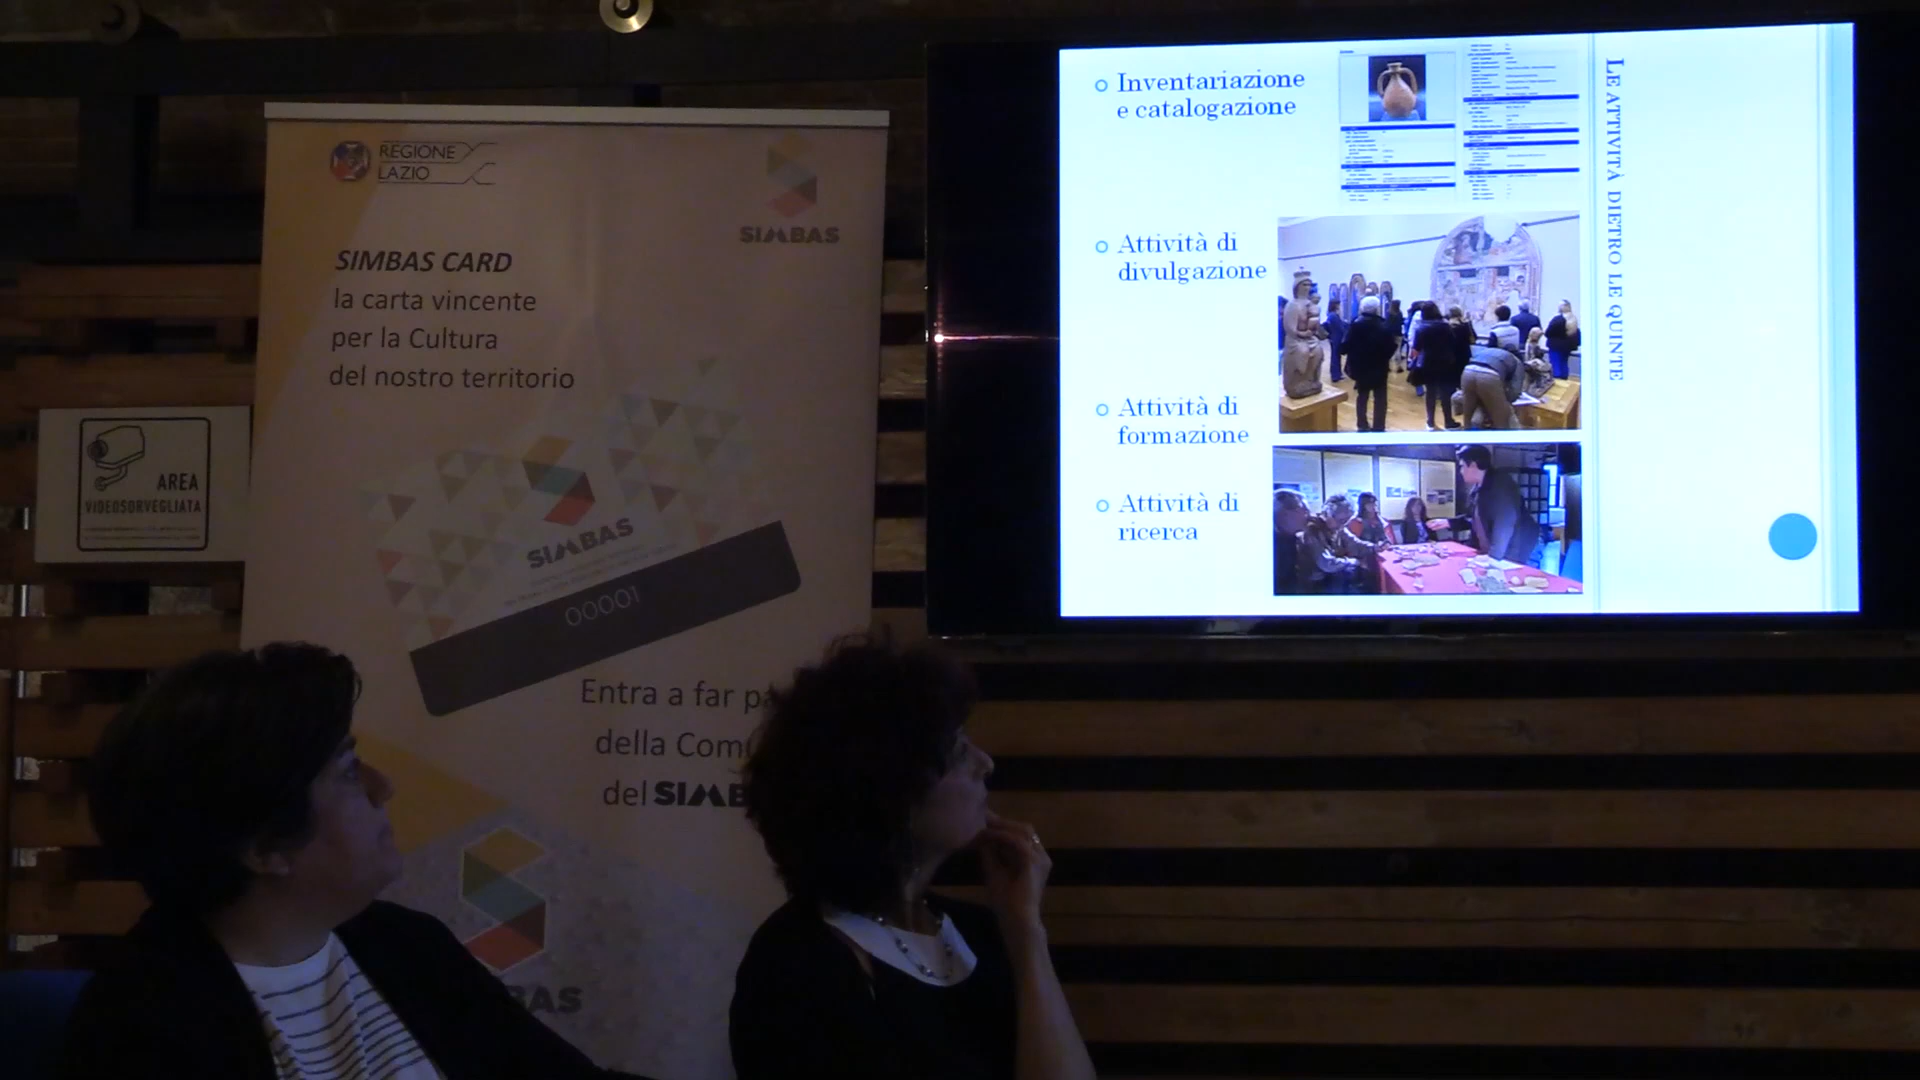 REGIONE
LAZIO
SIMBAS
SIMBAS CARD
la carta vincente
per la Cultura
del nostro territorio
SIMBAS
00001
Entra a far
della
del SIMB
AREA
VIDEOSORVEGLIATA
Inventariazione
e catalogazione
Attività di
divulgazione
Attività di
formazione
Attività di
ricerca
LE ATTIVITÀ DIETRO LE QUINTE